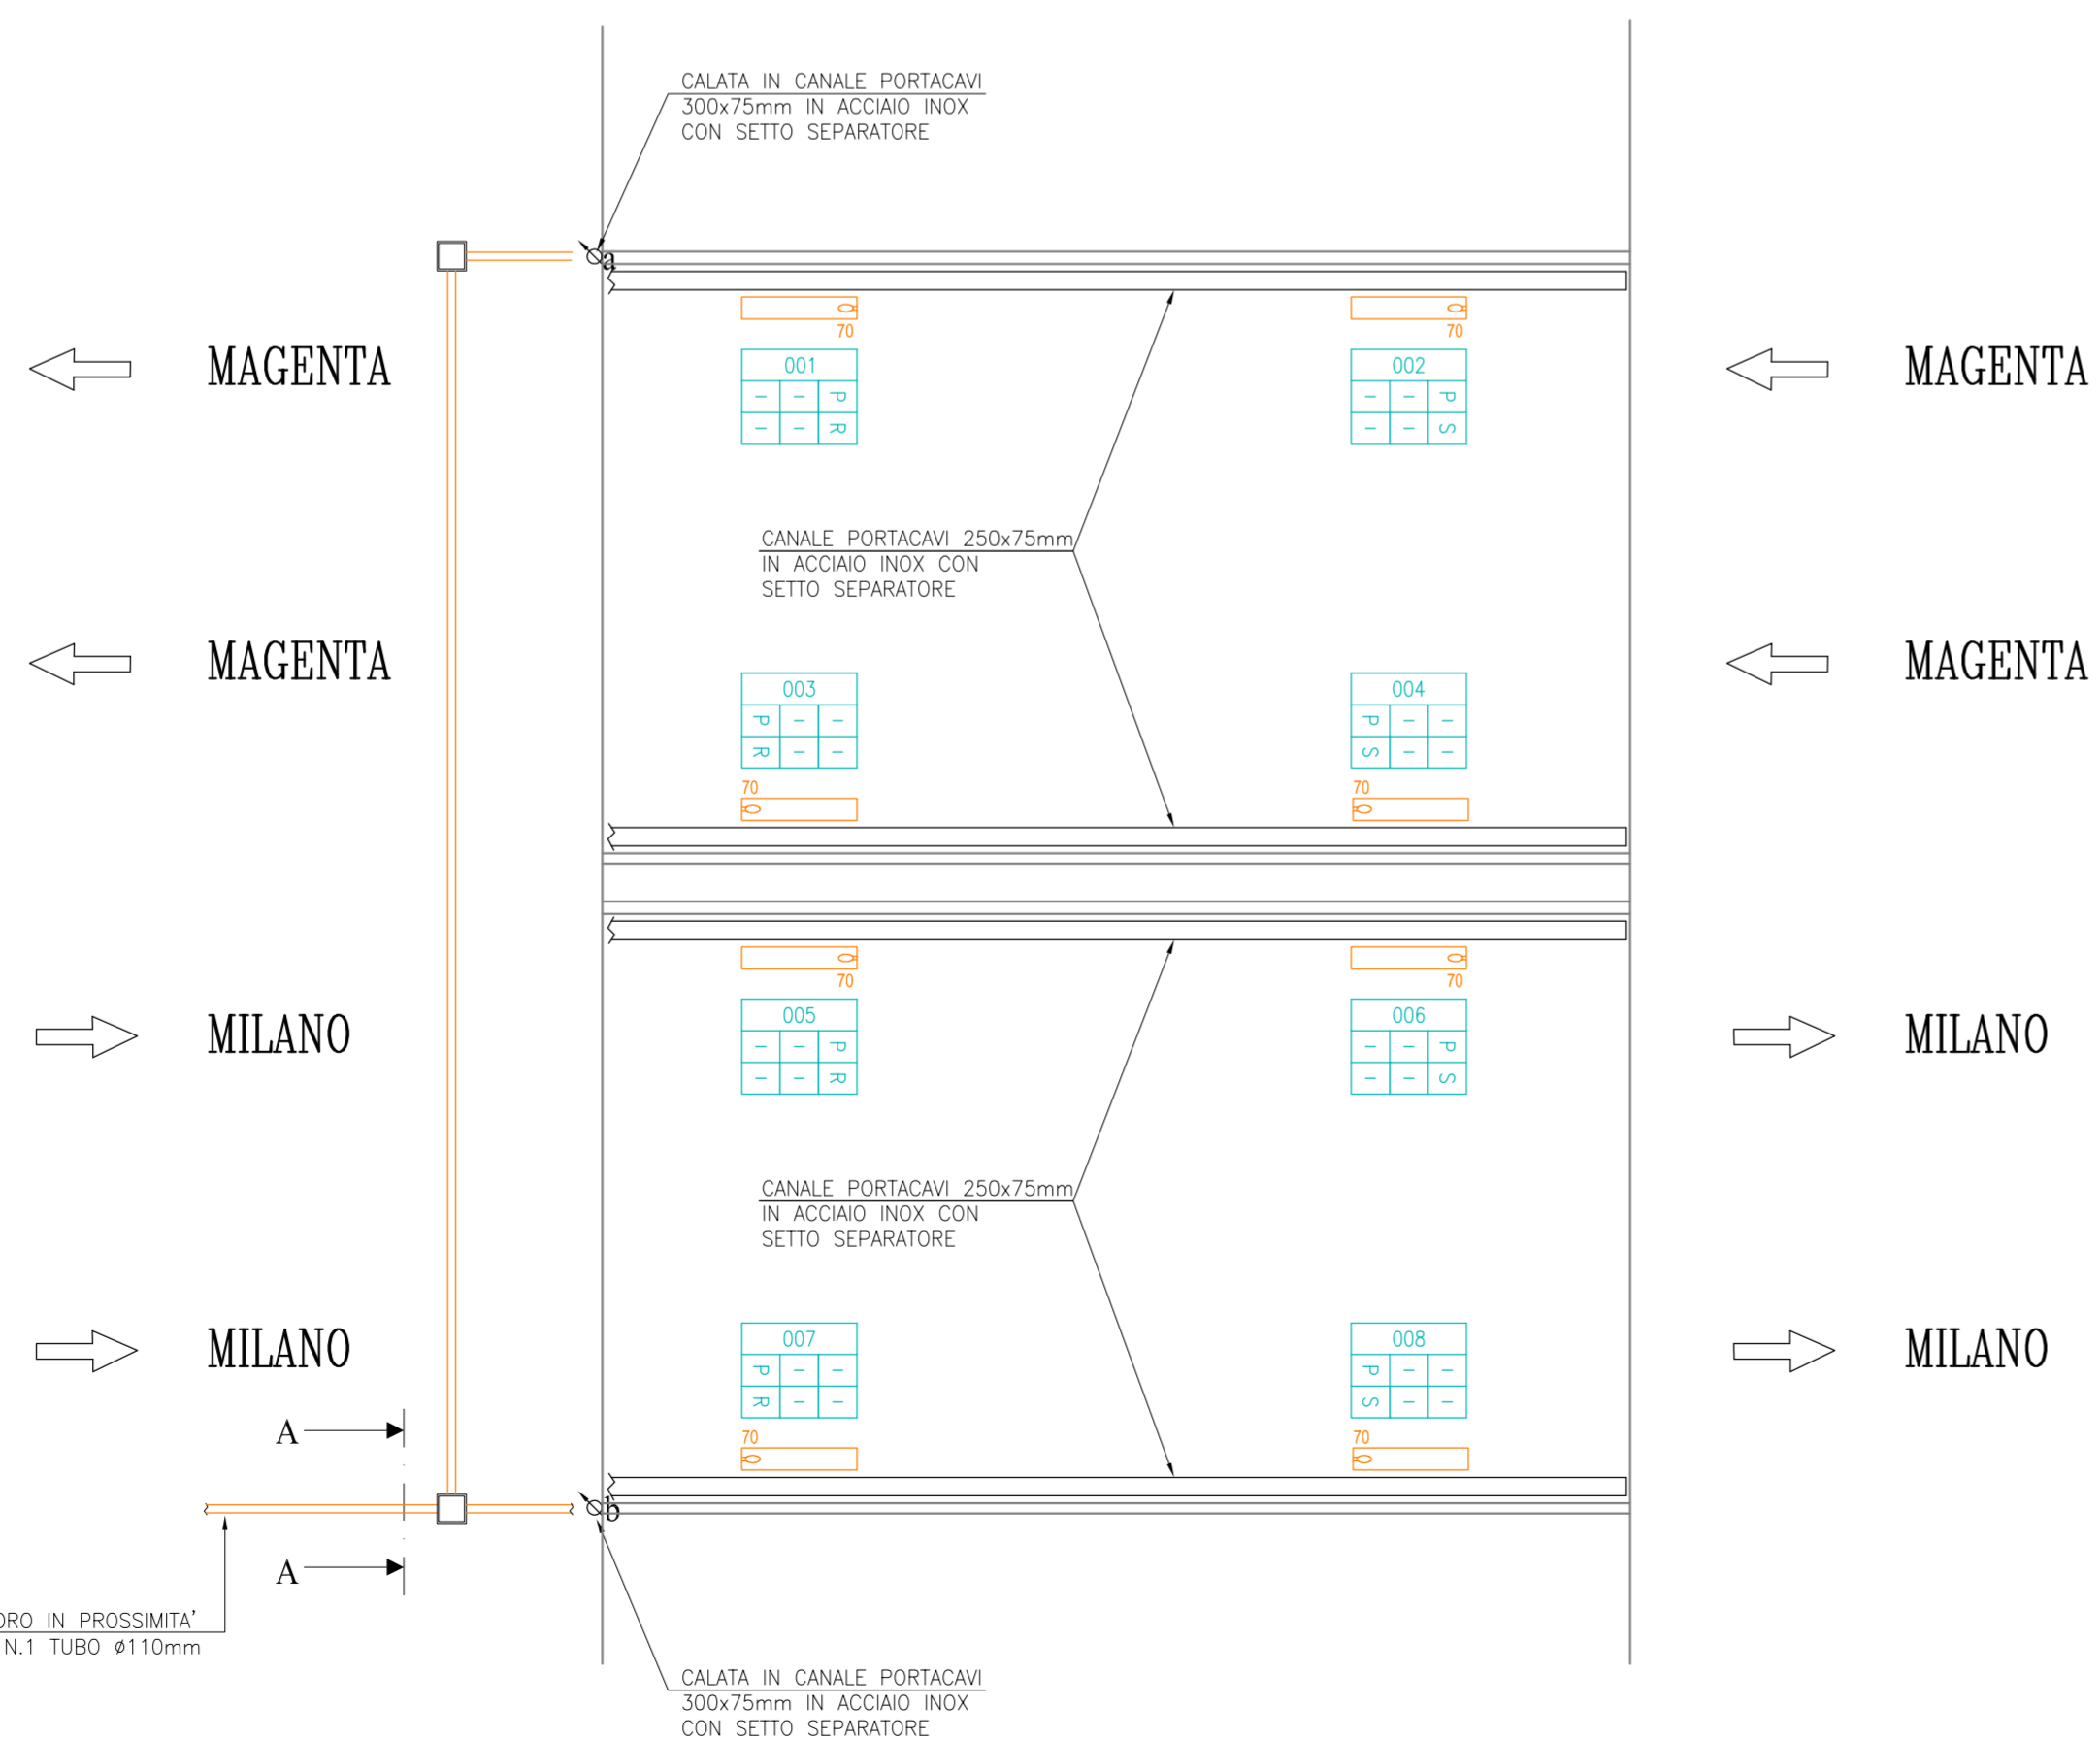 CALATA IN CANALE PORTACAVI
300x75mm IN ACCIAIO INOX
CON SETTO SEPARATORE
a
70
70
MAGENTA
001
002
MAGENTA
I I P
I I P
I I R
I I S
CANALE PORTACAVI 250x75mm
IN ACCIAIO INOX CON
SETTO SEPARATORE
MAGENTA
MAGENTA
003
004
P I I
P I I
R I I
S I I
70
70
70
70
MILANO
005
006
MILANO
I I P
I I P
I I R
I I S
CANALE PORTACAVI 250x75mm
IN ACCIAIO INOX CON
SETTO SEPARATORE
MILANO
007
008
MILANO
P I I
P I I
R I I
S I I
A
70
70
b
A
IN PROSSIMITA'
N.1 TUBO ø110mm
CALATA IN CANALE PORTACAVI
300x75mm IN ACCIAIO INOX
CON SETTO SEPARATORE